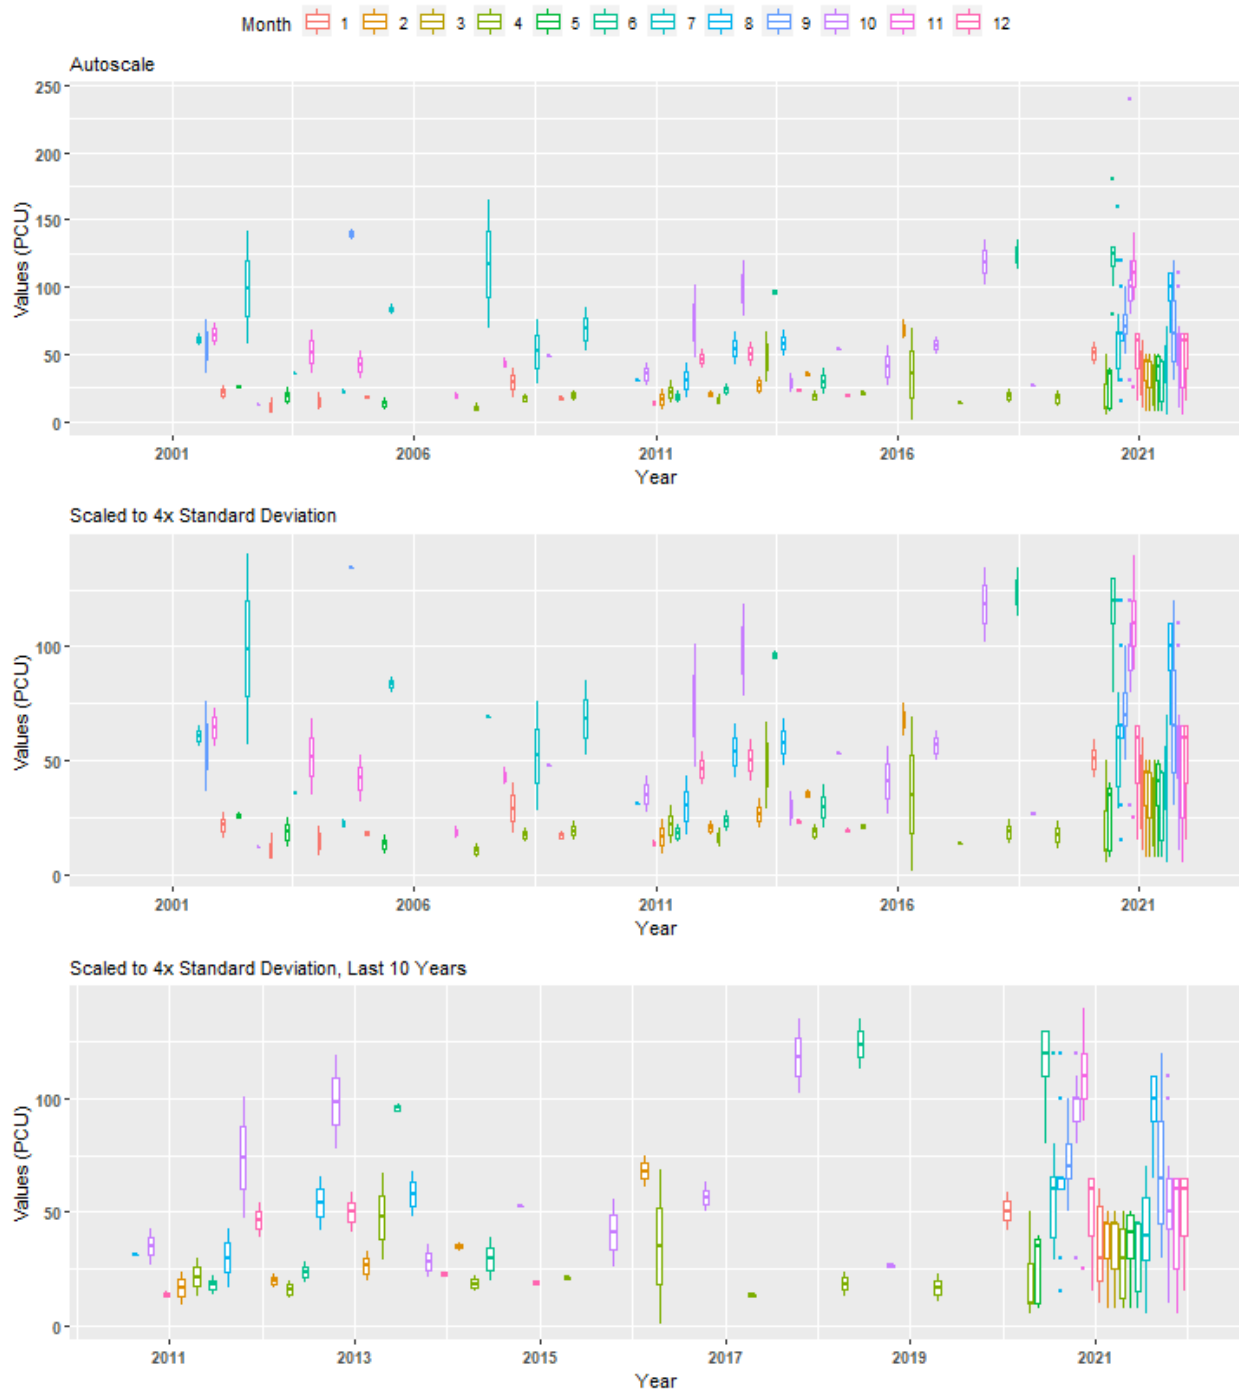 Month 1 2 3 4 5 6 7 8 9 10 11 12
Autoscale
250
200
150
100
50
0
Values (PCU)
2001 2006 2011 2016 2021
Year
Scaled to 4x Standard Deviation
100
50
0
Values (PCU)
2001 2006 2011 2016 2021
Year
Scaled to 4x Standard Deviation, Last 10 Years
100
50
0
Values (PCU)
2011 2013 2015 2017 2019 2021
Year